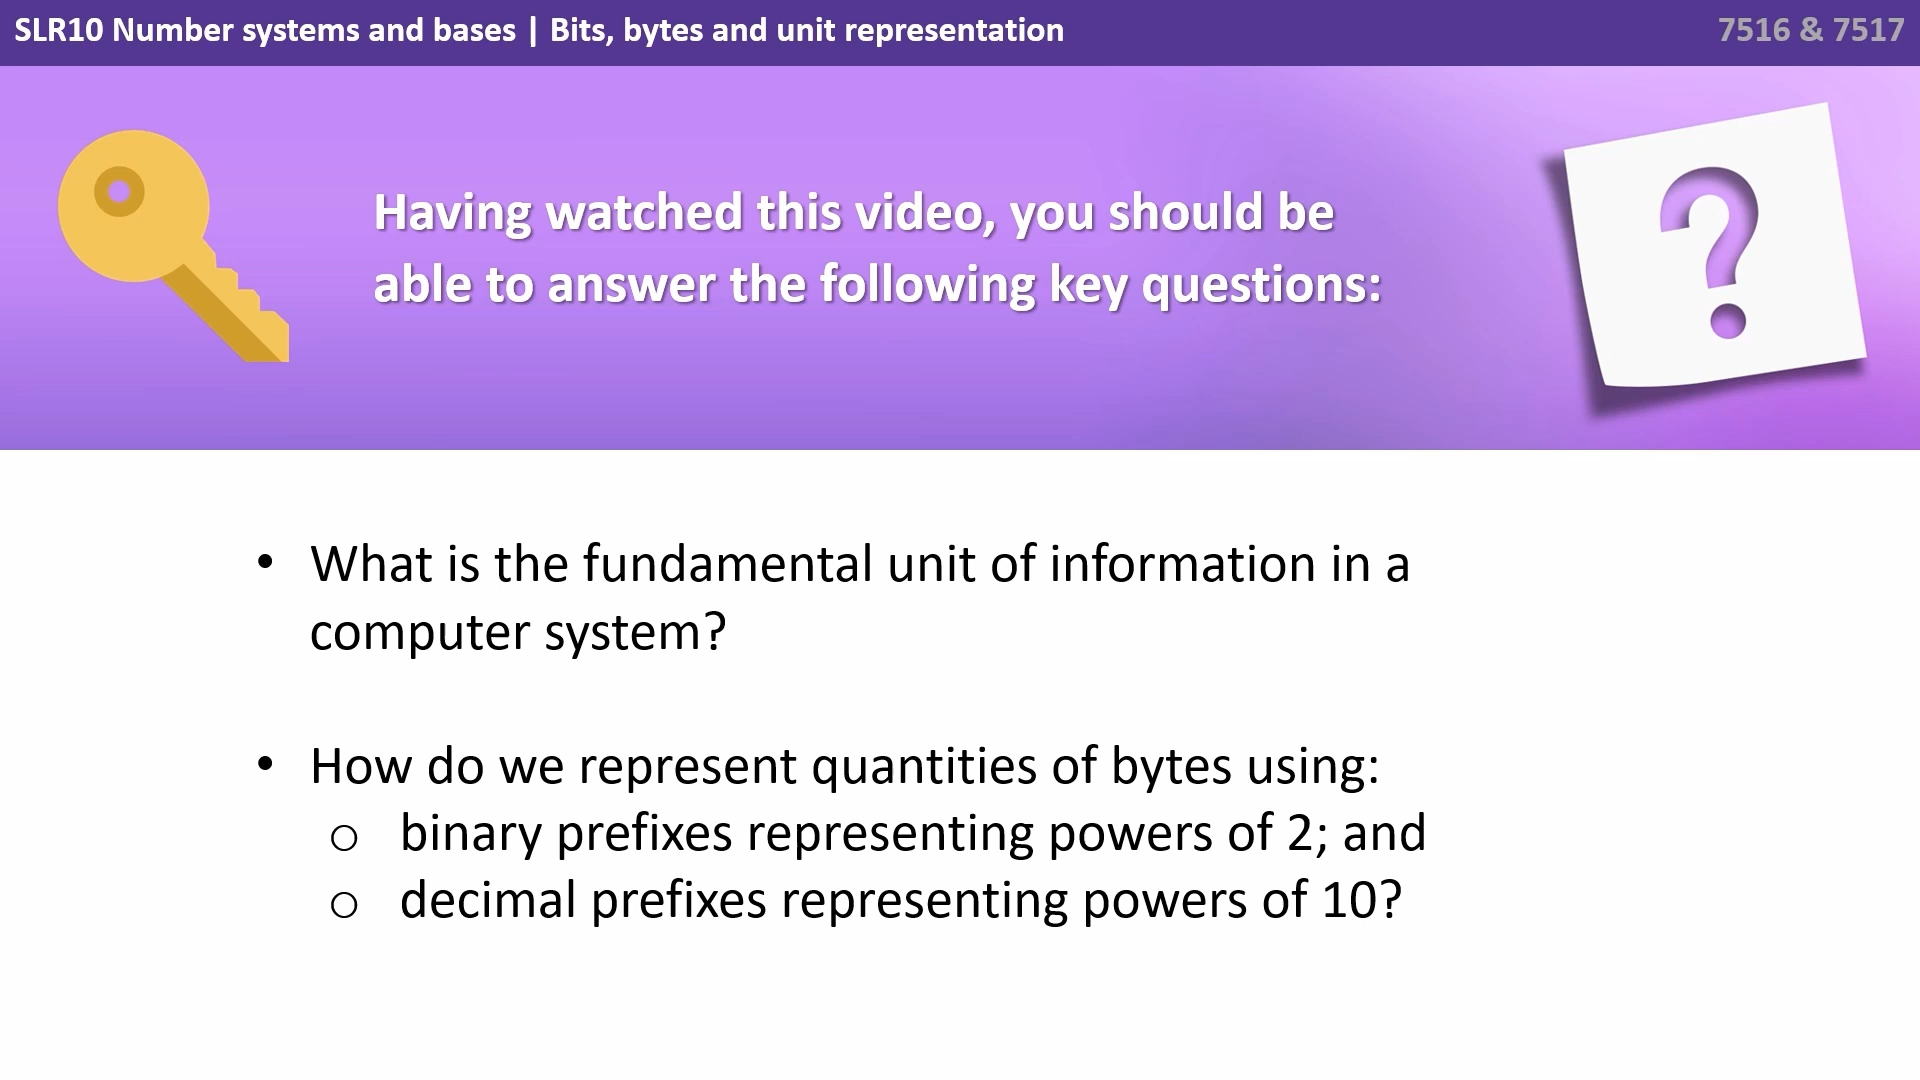 SLR10 Number systems and bases | Bits, bytes and unit representation
7516 & 7517
Having watched this video, you should be
able to answer the following key questions:
?
• What is the fundamental unit of information in a
computer system?
• How do we represent quantities of bytes using:
o binary prefixes representing powers of 2; and
o decimal prefixes representing powers of 10?